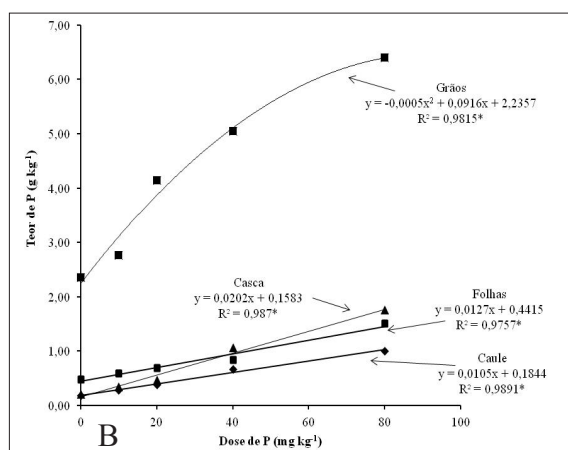 7,00
6,00
5,00
4,00
3,00
2,00
1,00
0,00
Teor de P (g kg⁻¹)
Grãos
y = -0,0005x² + 0,0916x + 2,2357
R² = 0,9815*
Casca
y = 0,0202x + 0,1583
R² = 0,987*
Folhas
y = 0,0127x + 0,4415
R² = 0,9757*
Caule
y = 0,0105x + 0,1844
R² = 0,9891*
B
0 20 40 60 80 100
Dose de P (mg kg⁻¹)